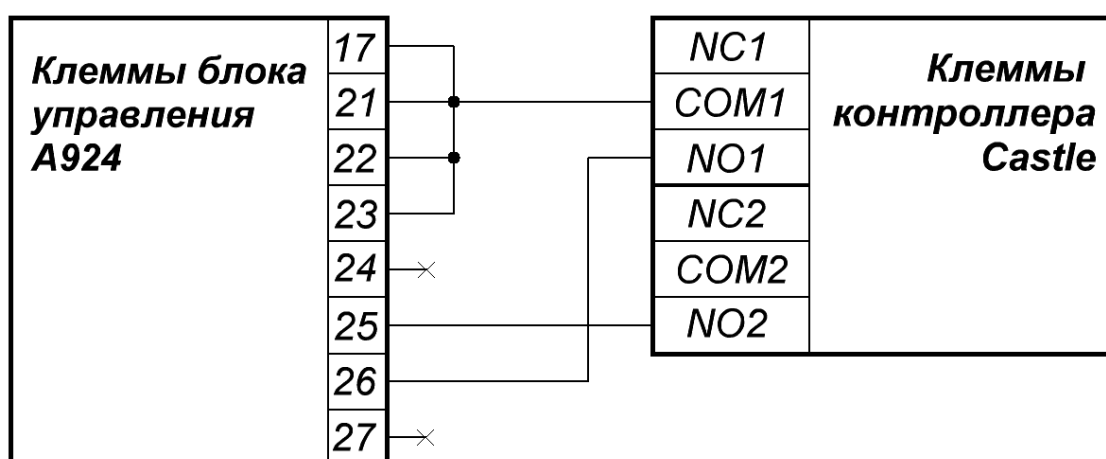 Клеммы блока
управления
А924
17
21
22
23
24
25
26
27
NC1
COM1
NO1
NC2
COM2
NO2
Клеммы
контроллера
Castle